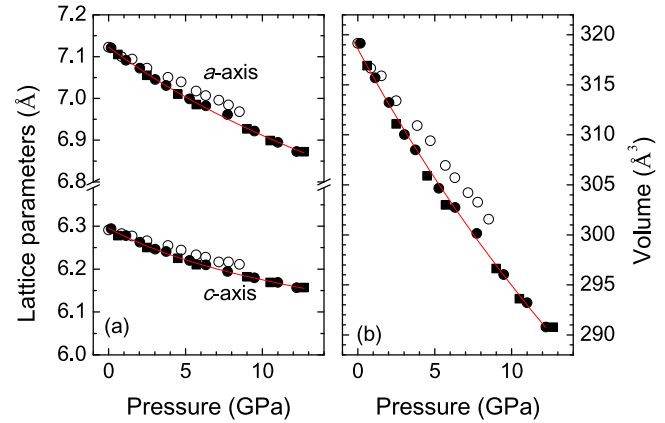 7.2
7.1
7.0
6.9
6.8
6.3
6.2
6.1
6.0
Lattice parameters (Å)
a-axis
c-axis
(a)
0 5 10
Pressure (GPa)
(b)
0 5 10
Pressure (GPa)
320
315
310
305
300
295
290
Volume (Å³)